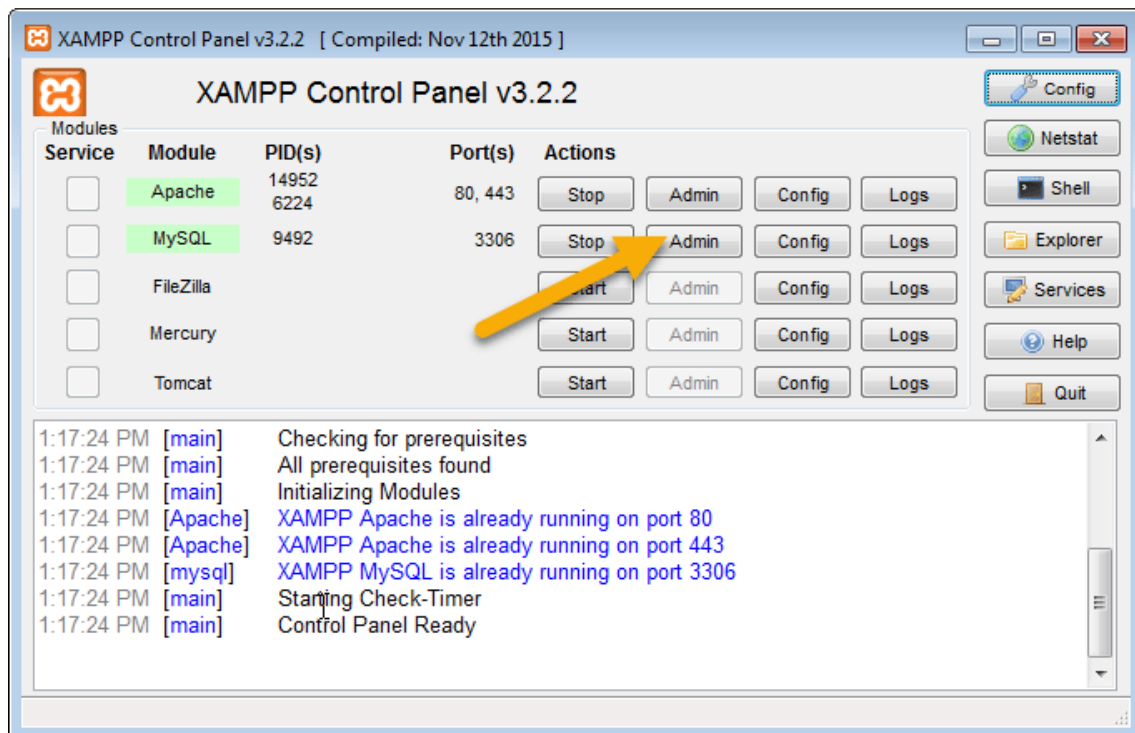 XAMPP Control Panel v3.2.2 [ Compiled: Nov 12th 2015 ]
XAMPP Control Panel v3.2.2
Config
Modules
Service Module PID(s) Port(s) Actions
Netstat
Apache 14952 6224 80, 443 Stop Admin Config Logs
Shell
MySQL 9492 3306 Stop Admin Config Logs
Explorer
FileZilla Start Admin Config Logs
Services
Mercury Start Admin Config Logs
Help
Tomcat Start Admin Config Logs
Quit
1:17:24 PM [main] Checking for prerequisites
1:17:24 PM [main] All prerequisites found
1:17:24 PM [main] Initializing Modules
1:17:24 PM [Apache] XAMPP Apache is already running on port 80
1:17:24 PM [Apache] XAMPP Apache is already running on port 443
1:17:24 PM [mysql] XAMPP MySQL is already running on port 3306
1:17:24 PM [main] Starting Check-Timer
1:17:24 PM [main] Control Panel Ready